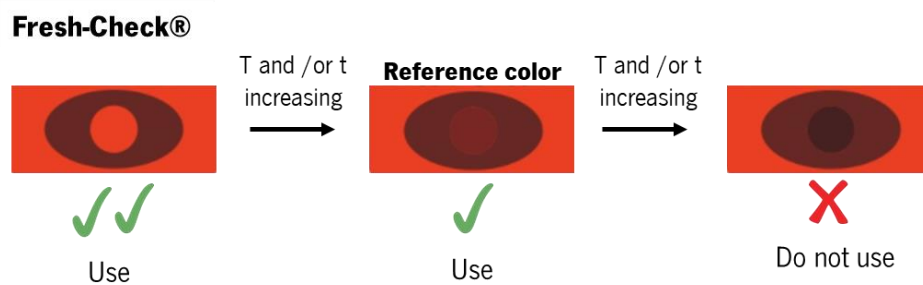 Fresh-Check®
T and /or t
increasing
Reference color
T and /or t
increasing
Use
Use
Do not use